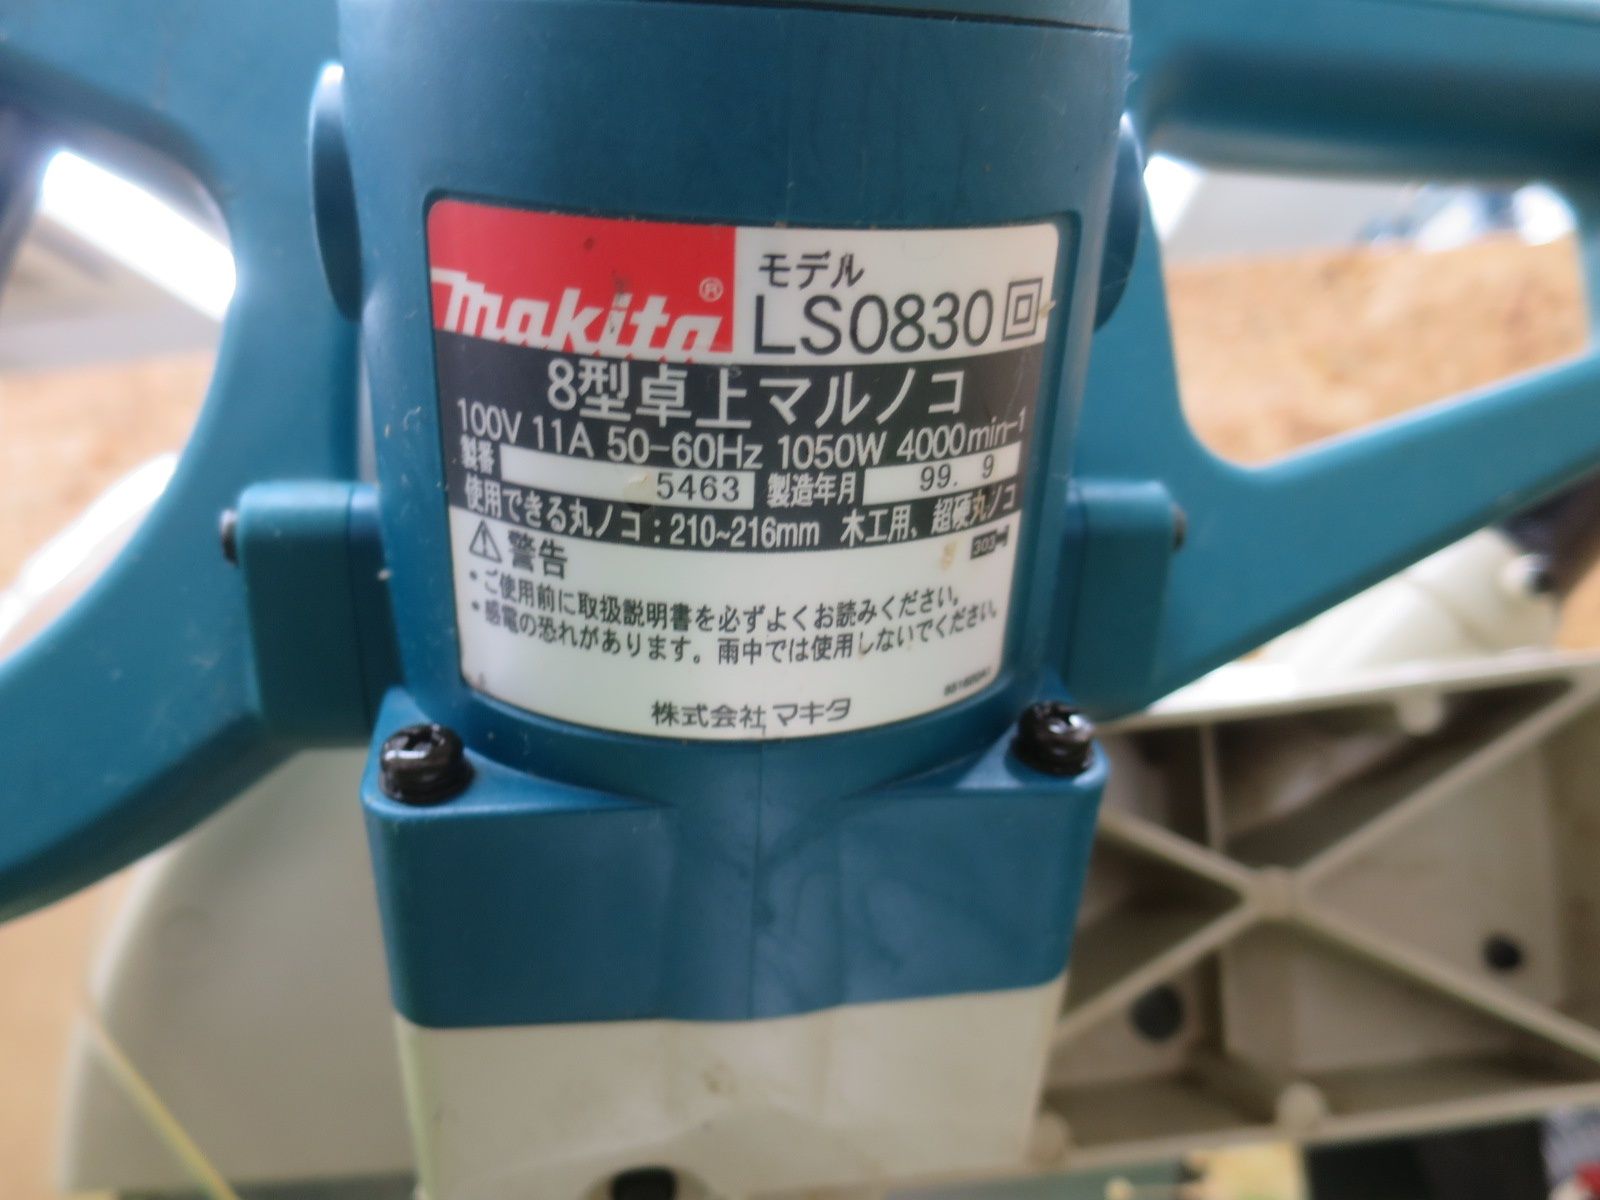 makita®
モデル
LS0830
8型卓上マルノコ
100V 11A 50-60Hz 1050W 4000min-1
製番 5463 製造年月 99. 9
使用できる丸ノコ：210~216mm 木工用、超硬丸ノコ
警告 303
・ご使用前に取扱説明書を必ずよくお読みください。
・感電の恐れがあります。雨中では使用しないでください。
株式会社マキタ